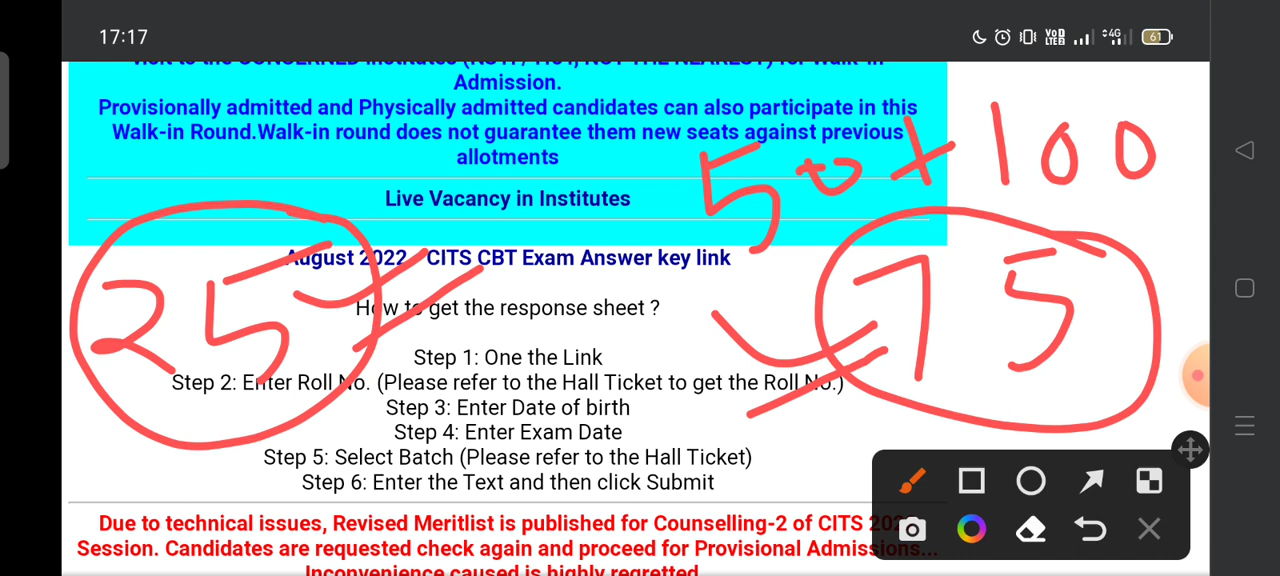 17:17
61
Admission.
Provisionally admitted and Physically admitted candidates can also participate in this
Walk-in Round.Walk-in round does not guarantee them new seats against previous
allotments
50+100
Live Vacancy in Institutes
August 2022 CITS CBT Exam Answer key link
25
75
How to get the response sheet ?
Step 1: One the Link
Step 2: Enter Roll No. (Please refer to the Hall Ticket to get the Roll No.)
Step 3: Enter Date of birth
Step 4: Enter Exam Date
Step 5: Select Batch (Please refer to the Hall Ticket)
Step 6: Enter the Text and then click Submit
Due to technical issues, Revised Meritlist is published for Counselling-2 of CITS
Session. Candidates are requested check again and proceed for Provisional Admissions...
Inconvenience caused is highly regretted